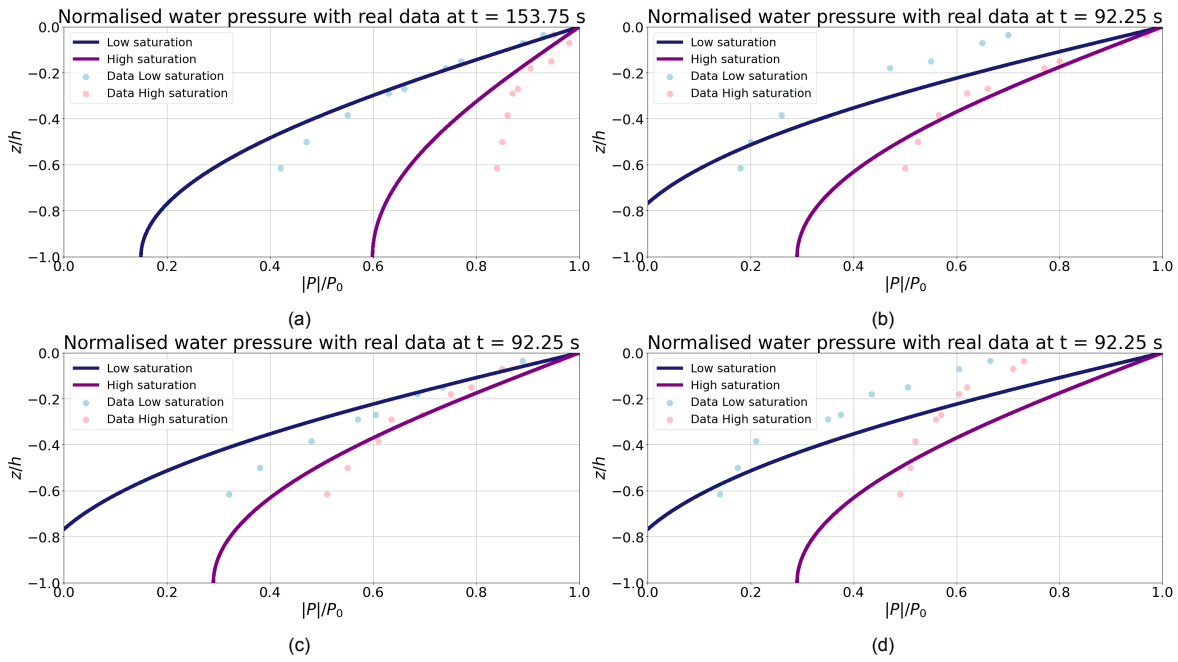 Normalised water pressure with real data at t = 153.75 s
0.0
−0.2
−0.4
−0.6
−0.8
−1.0
z/h
Low saturation
High saturation
Data Low saturation
Data High saturation
0.0 0.2 0.4 0.6 0.8 1.0
|P|/P₀
(a)
Normalised water pressure with real data at t = 92.25 s
0.0
−0.2
−0.4
−0.6
−0.8
−1.0
z/h
Low saturation
High saturation
Data Low saturation
Data High saturation
0.0 0.2 0.4 0.6 0.8 1.0
|P|/P₀
(b)
Normalised water pressure with real data at t = 92.25 s
0.0
−0.2
−0.4
−0.6
−0.8
−1.0
z/h
Low saturation
High saturation
Data Low saturation
Data High saturation
0.0 0.2 0.4 0.6 0.8 1.0
|P|/P₀
(c)
Normalised water pressure with real data at t = 92.25 s
0.0
−0.2
−0.4
−0.6
−0.8
−1.0
z/h
Low saturation
High saturation
Data Low saturation
Data High saturation
0.0 0.2 0.4 0.6 0.8 1.0
|P|/P₀
(d)